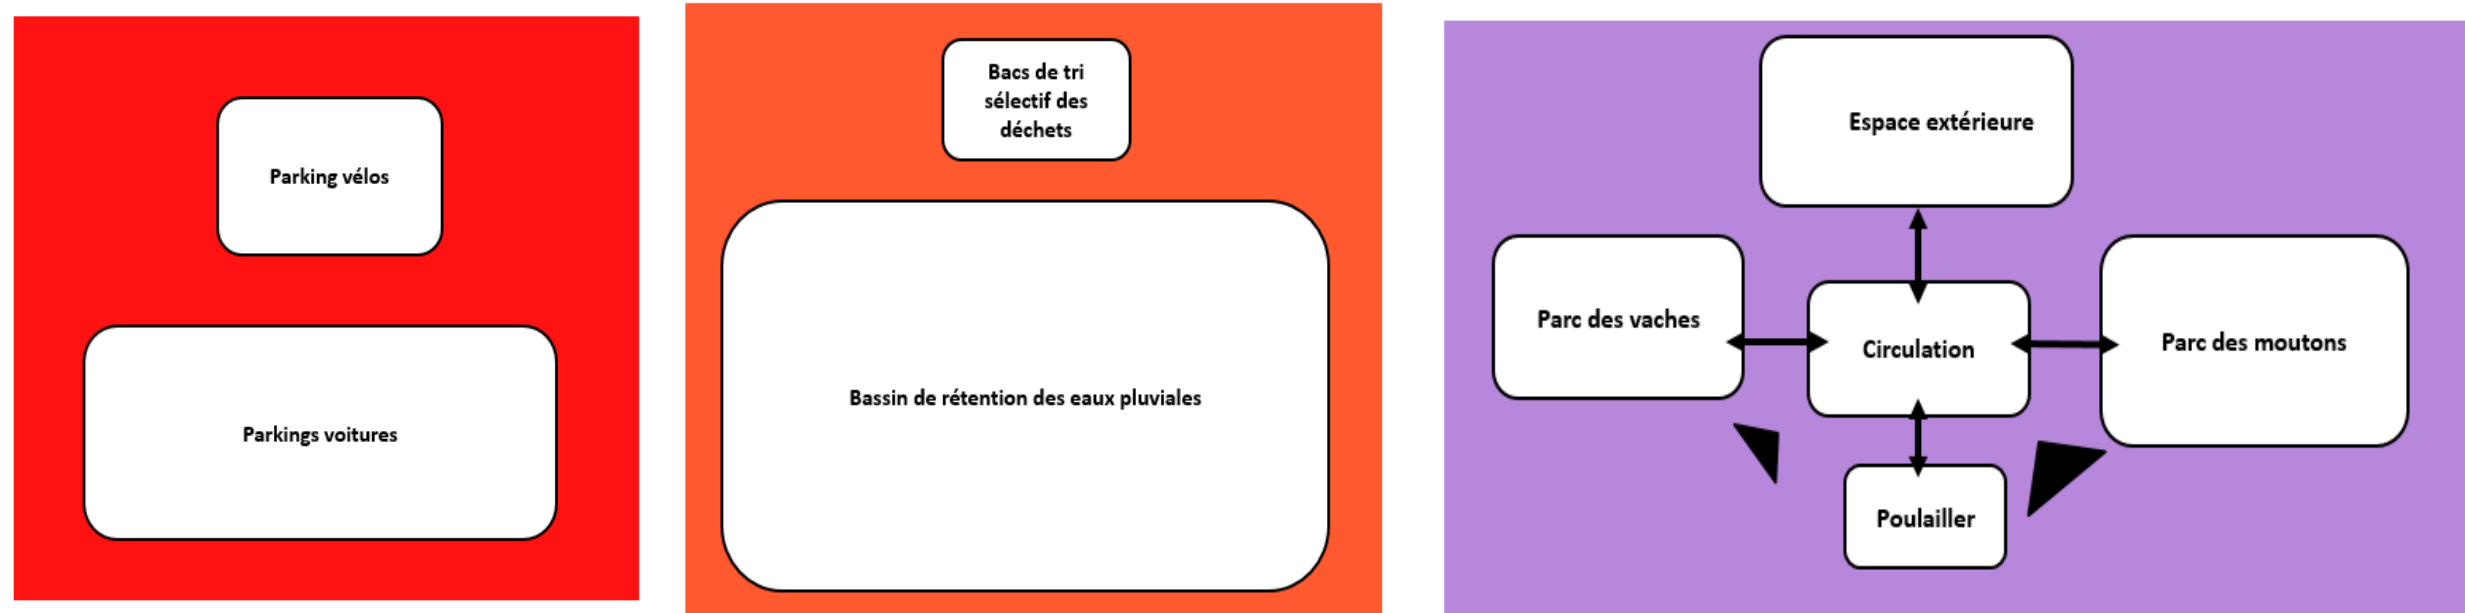 Parking vélos
Parkings voitures
Bacs de tri
sélectif des
déchets
Bassin de rétention des eaux pluviales
Espace extérieure
Parc des vaches
Circulation
Parc des moutons
Poulailler